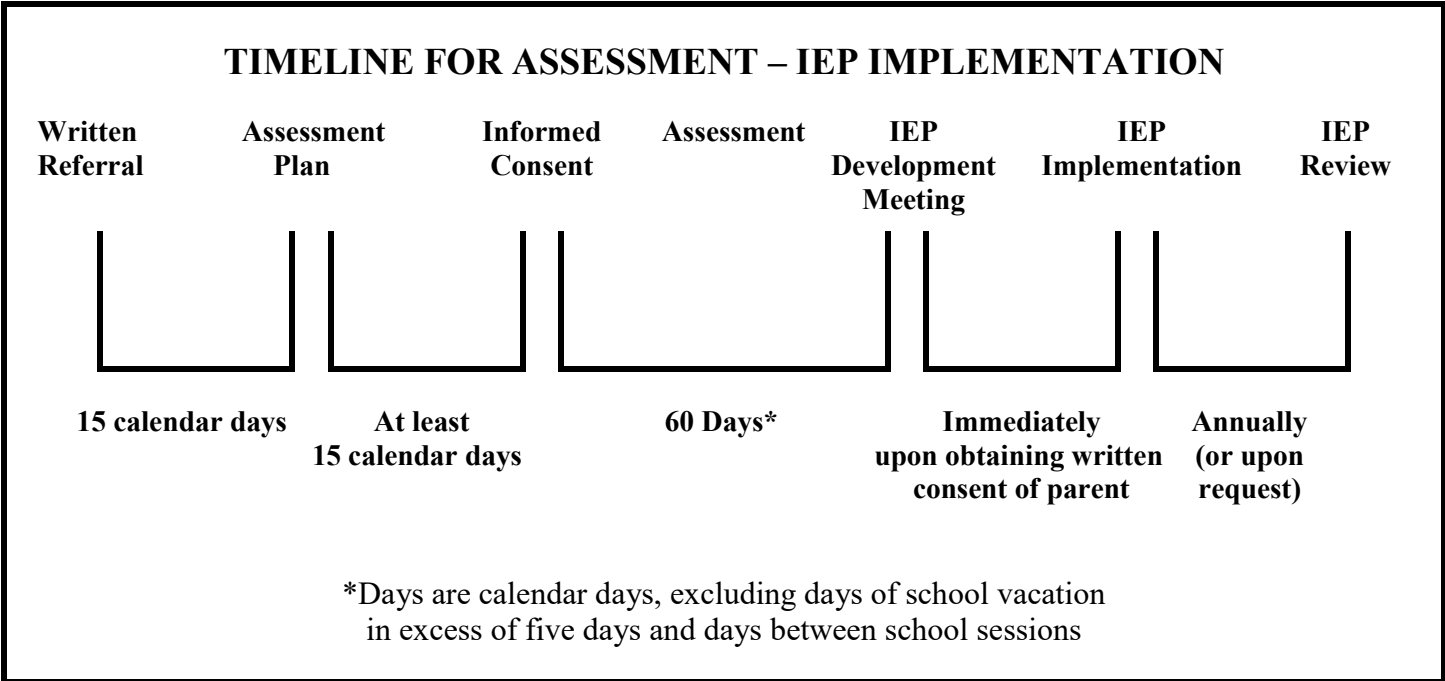 TIMELINE FOR ASSESSMENT – IEP IMPLEMENTATION
Written
Referral
Assessment
Plan
Informed
Consent
Assessment
IEP
Development
Meeting
IEP
Implementation
IEP
Review
15 calendar days
At least
15 calendar days
60 Days*
Immediately
upon obtaining written
consent of parent
Annually
(or upon
request)
*Days are calendar days, excluding days of school vacation
in excess of five days and days between school sessions